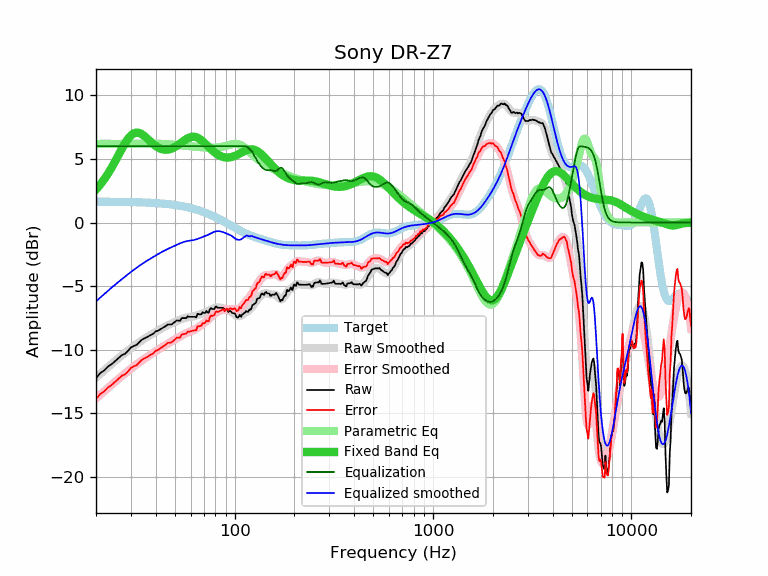 Sony DR-Z7
Amplitude (dBr)
10
5
0
−5
−10
−15
−20
Target
Raw Smoothed
Error Smoothed
Raw
Error
Parametric Eq
Fixed Band Eq
Equalization
Equalized smoothed
100
1000
10000
Frequency (Hz)